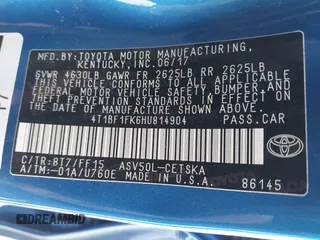 MFD. BY: TOYOTA MOTOR MANUFACTURING,
KENTUCKY, INC. 06/17
GVWR 4630LB GAWR FR 2625LB RR 2625LB
THIS VEHICLE CONFORMS TO ALL APPLICABLE
FEDERAL MOTOR VEHICLE SAFETY, BUMPER, AND
THEFT PREVENTION STANDARDS IN EFFECT ON THE DATE
OF MANUFACTURE SHOWN ABOVE.
4T1BF1FK6HU814904 PASS. CAR
C/TR: 8T7/FF15 ASV50L-CETSKA
A/TM: -01A/U760E MADE IN U.S.A.
TOYOTA
86145
DREAMBID